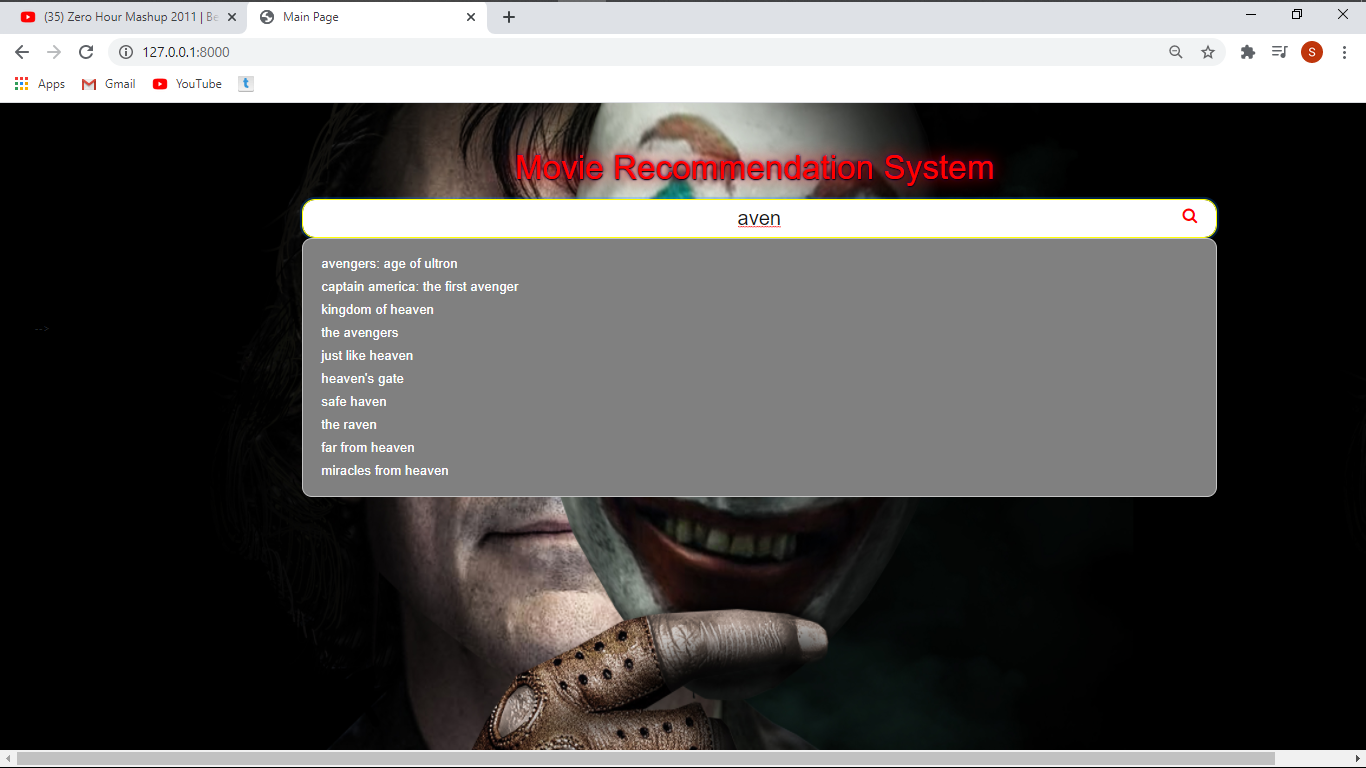 (35) Zero Hour Mashup 2011 | Be
Main Page
127.0.0.1:8000
S
Apps
Gmail
YouTube
t
Movie Recommendation System
aven
avengers: age of ultron
captain america: the first avenger
kingdom of heaven
the avengers
just like heaven
heaven's gate
safe haven
the raven
far from heaven
miracles from heaven
-->